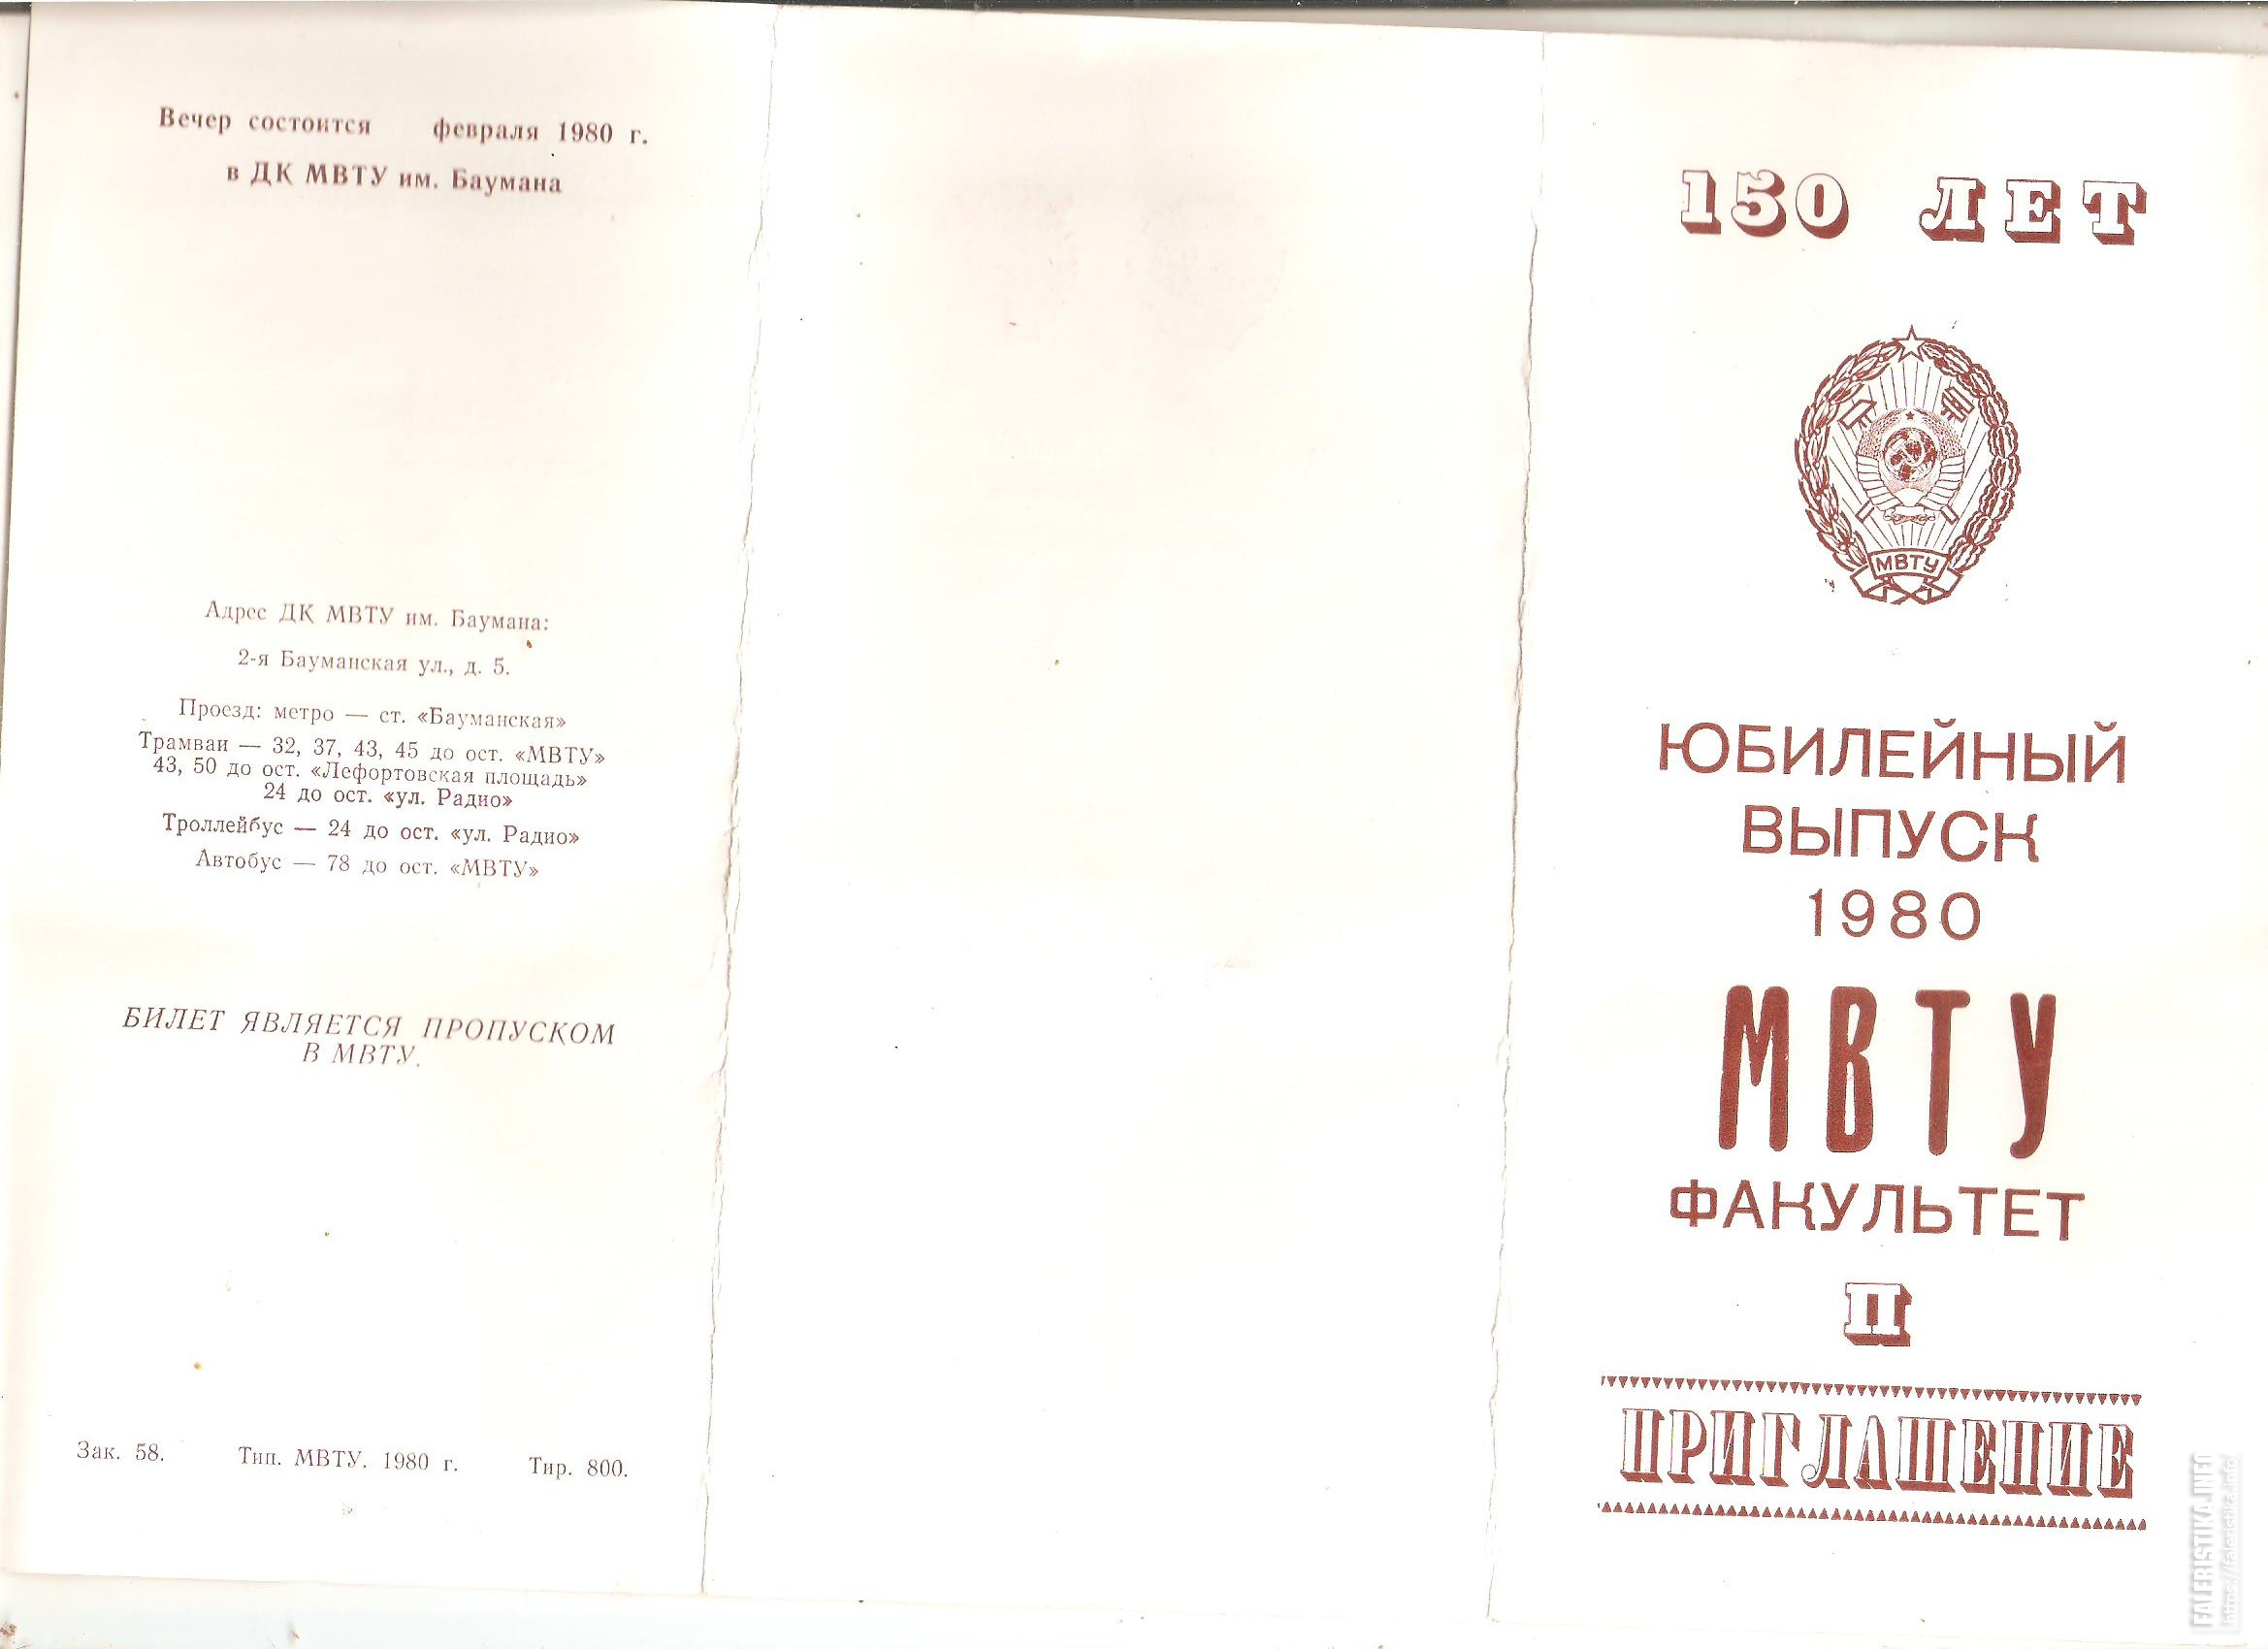 Вечер состоится февраля 1980 г.
в ДК МВТУ им. Баумана
Адрес ДК МВТУ им. Баумана:
2-я Бауманская ул., д. 5.
Проезд: метро — ст. «Бауманская»
Трамваи — 32, 37, 43, 45 до ост. «МВТУ»
43, 50 до ост. «Лефортовская площадь»
24 до ост. «ул. Радио»
Троллейбус — 24 до ост. «ул. Радио»
Автобус — 78 до ост. «МВТУ»
БИЛЕТ ЯВЛЯЕТСЯ ПРОПУСКОМ
В МВТУ.
Зак. 58. Тип. МВТУ. 1980 г. Тир. 800.
150 ЛЕТ
МВТУ
ЮБИЛЕЙНЫЙ
ВЫПУСК
1980
МВТУ
ФАКУЛЬТЕТ
П
ПРИГЛАШЕНИЕ
FALERISTIKA.INFO
https://faleristika.info/